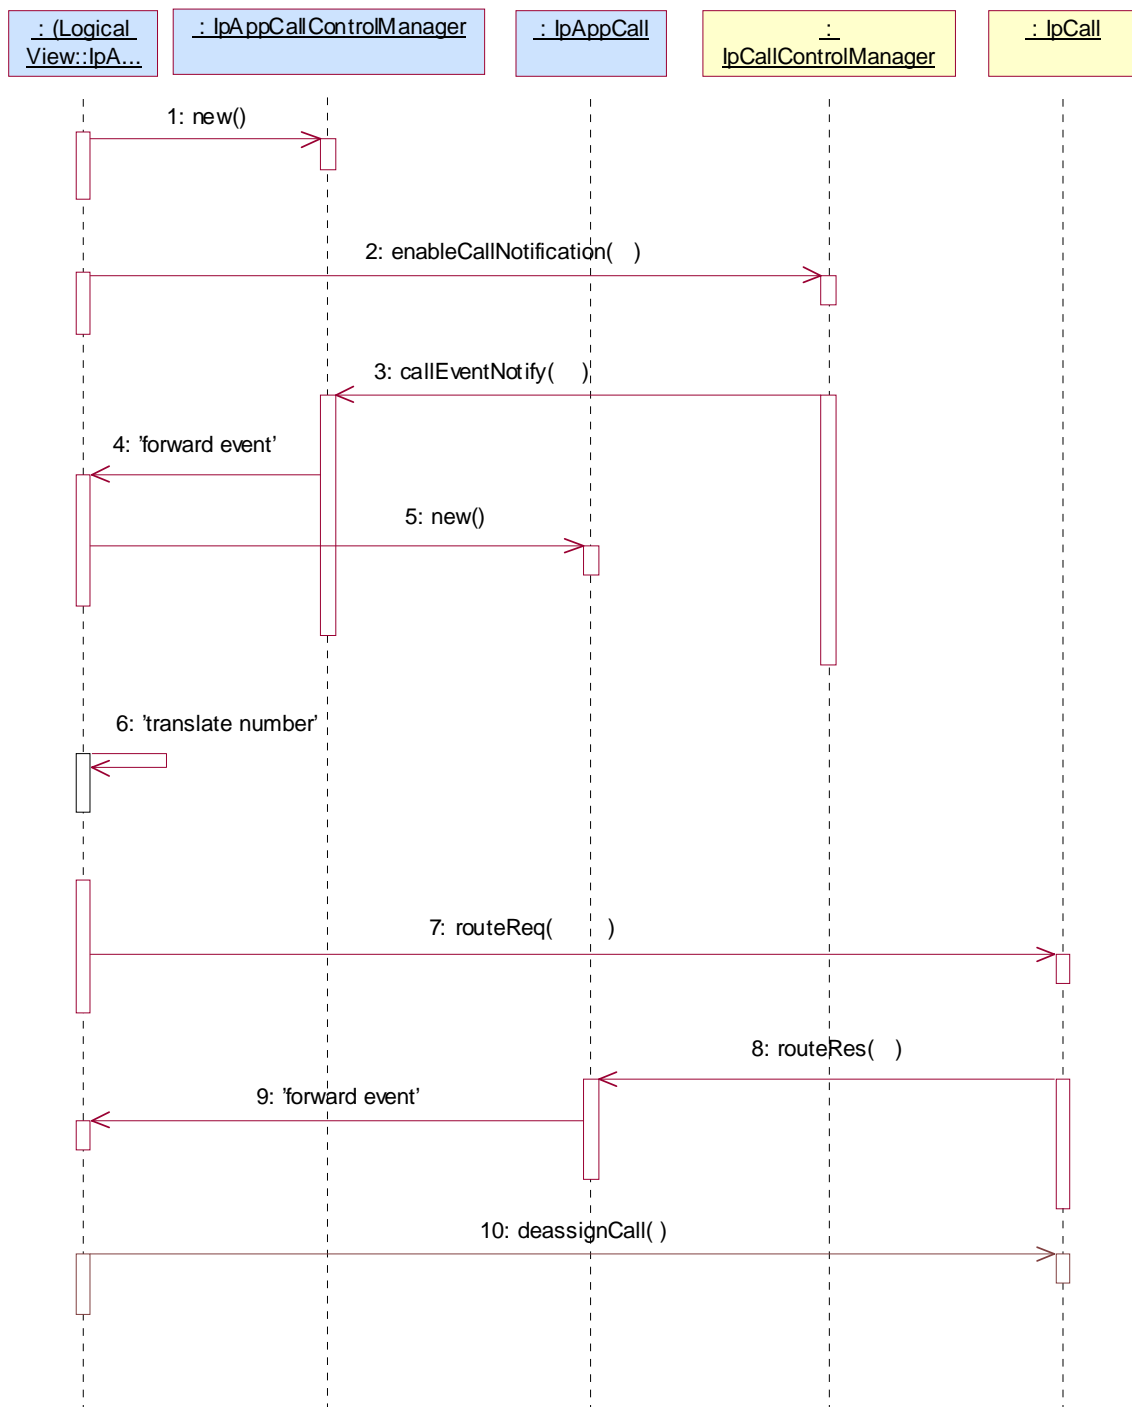 : (Logical
View::IpA...
: IpAppCallControlManager
: IpAppCall
:
IpCallControlManager
: IpCall
1: new()
2: enableCallNotification( )
3: callEventNotify( )
4: 'forward event'
5: new()
6: 'translate number'
7: routeReq( )
8: routeRes( )
9: 'forward event'
10: deassignCall( )